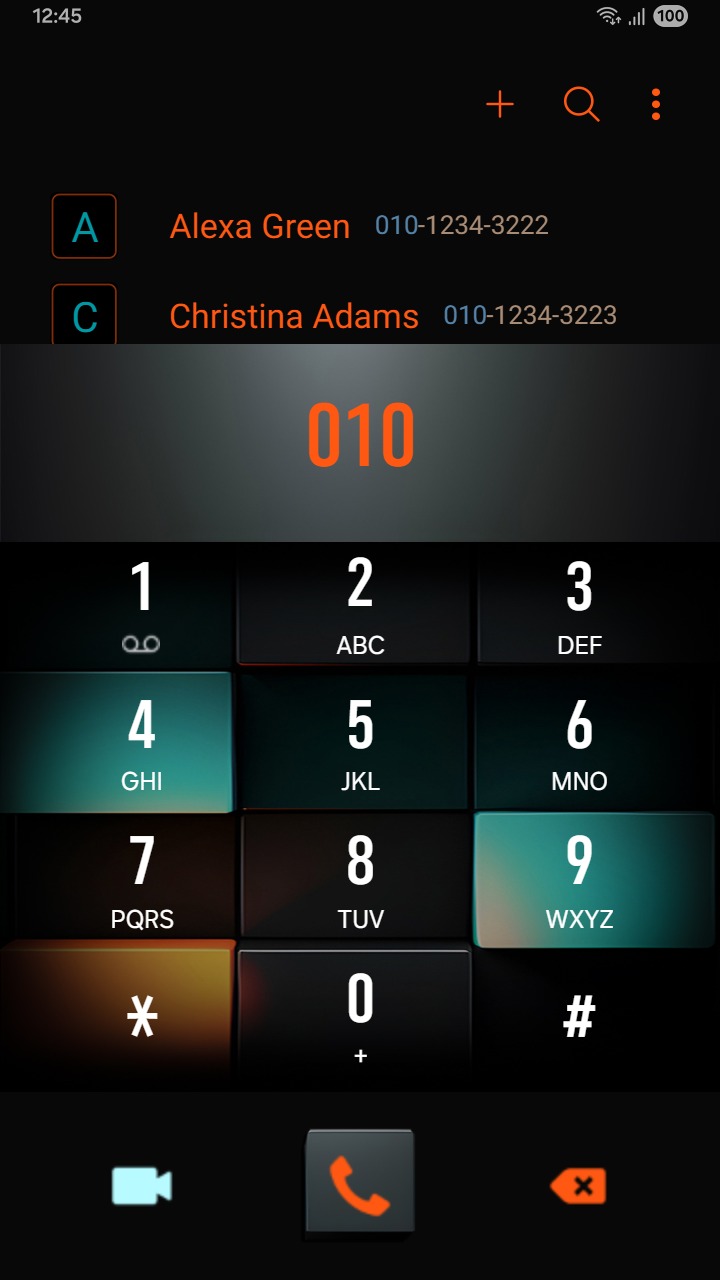 12:45 100
A Alexa Green 010-1234-3222
C Christina Adams 010-1234-3223
010
1 2 3
ABC DEF
4 5 6
GHI JKL MNO
7 8 9
PQRS TUV WXYZ
* 0 #
+